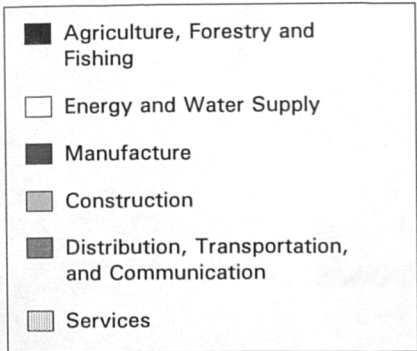 Agriculture, Forestry and
Fishing
Energy and Water Supply
Manufacture
Construction
Distribution, Transportation,
and Communication
Services